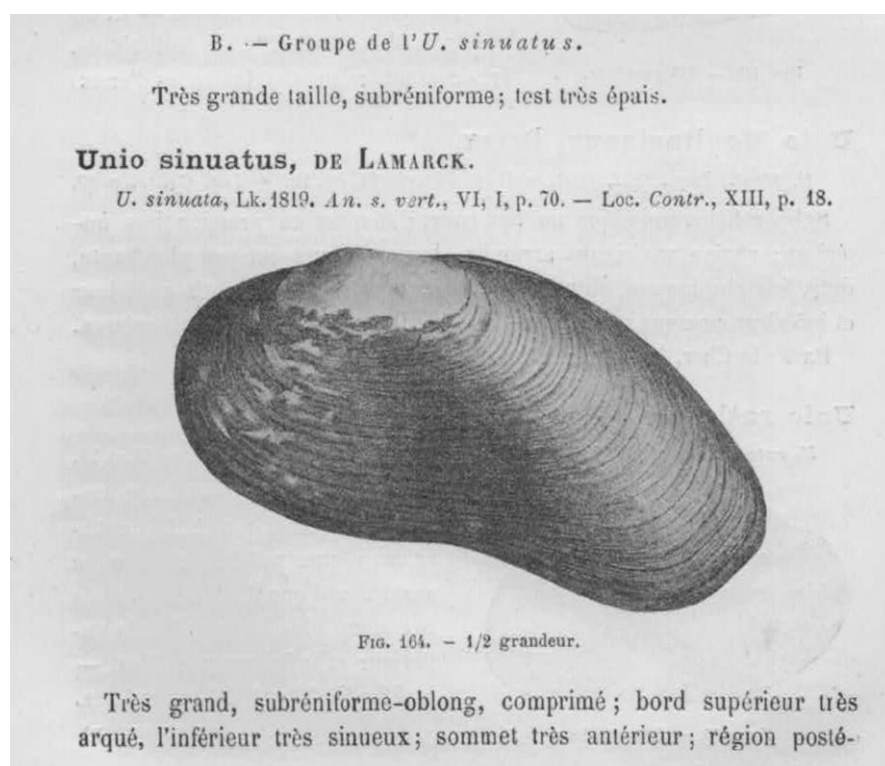 B. — Groupe de l'U. sinuatus.
Très grande taille, subréniforme; test très épais.
Unio sinuatus, DE LAMARCK.
U. sinuata, Lk. 1819. An. s. vert., VI, I, p. 70. — Loc. Contr., XIII, p. 18.
FIG. 164. — 1/2 grandeur.
Très grand, subréniforme-oblong, comprimé; bord supérieur très
arqué, l'inférieur très sinueux; sommet très antérieur; région posté-